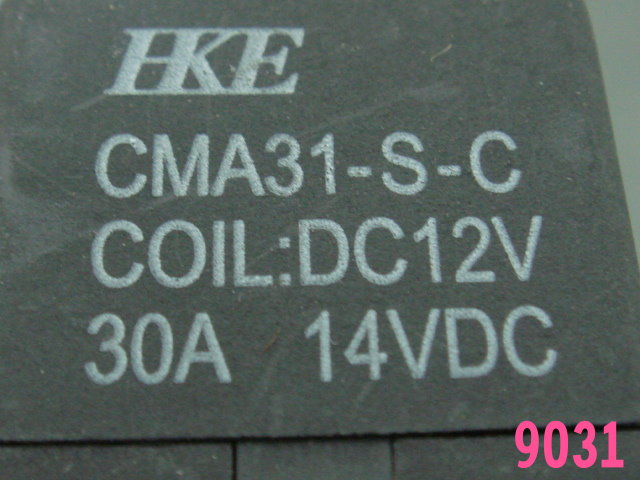 HKE
CMA31-S-C
COIL:DC12V
30A 14VDC
9031